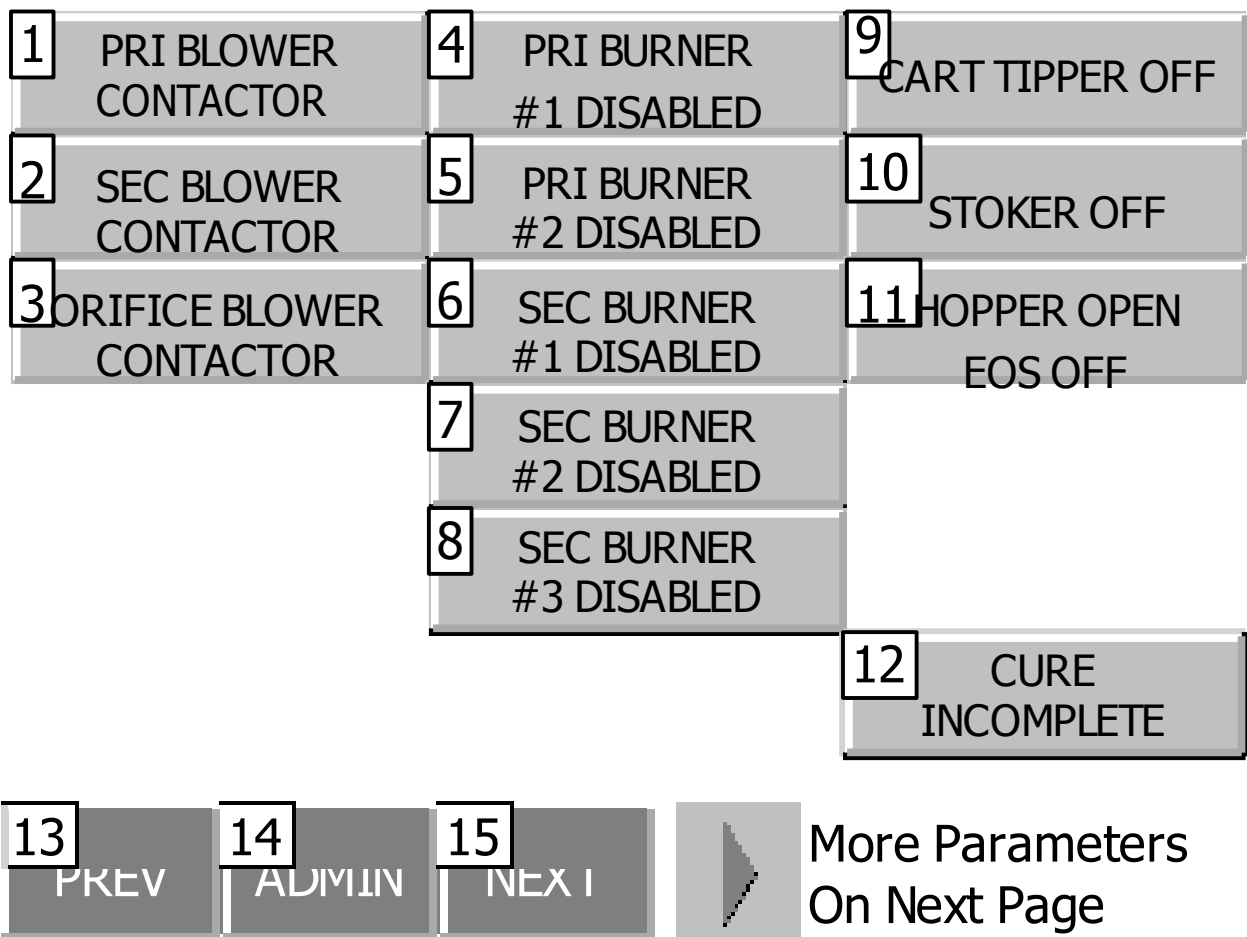 1
PRI BLOWER
CONTACTOR
2
SEC BLOWER
CONTACTOR
3
ORIFICE BLOWER
CONTACTOR
4
PRI BURNER
#1 DISABLED
5
PRI BURNER
#2 DISABLED
6
SEC BURNER
#1 DISABLED
7
SEC BURNER
#2 DISABLED
8
SEC BURNER
#3 DISABLED
9
CART TIPPER OFF
10
STOKER OFF
11
HOPPER OPEN
EOS OFF
12
CURE
INCOMPLETE
13
PREV
14
ADMIN
15
NEXT
More Parameters
On Next Page